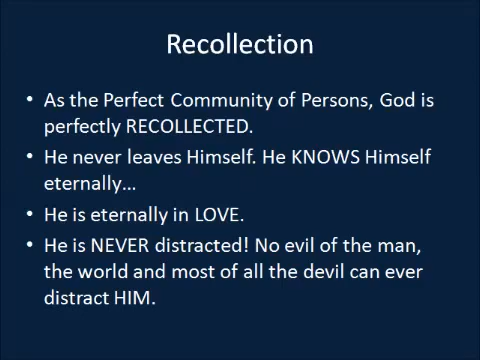 Recollection
• As the Perfect Community of Persons, God is
perfectly RECOLLECTED.
• He never leaves Himself. He KNOWS Himself
eternally…
• He is eternally in LOVE.
• He is NEVER distracted! No evil of the man,
the world and most of all the devil can ever
distract HIM.